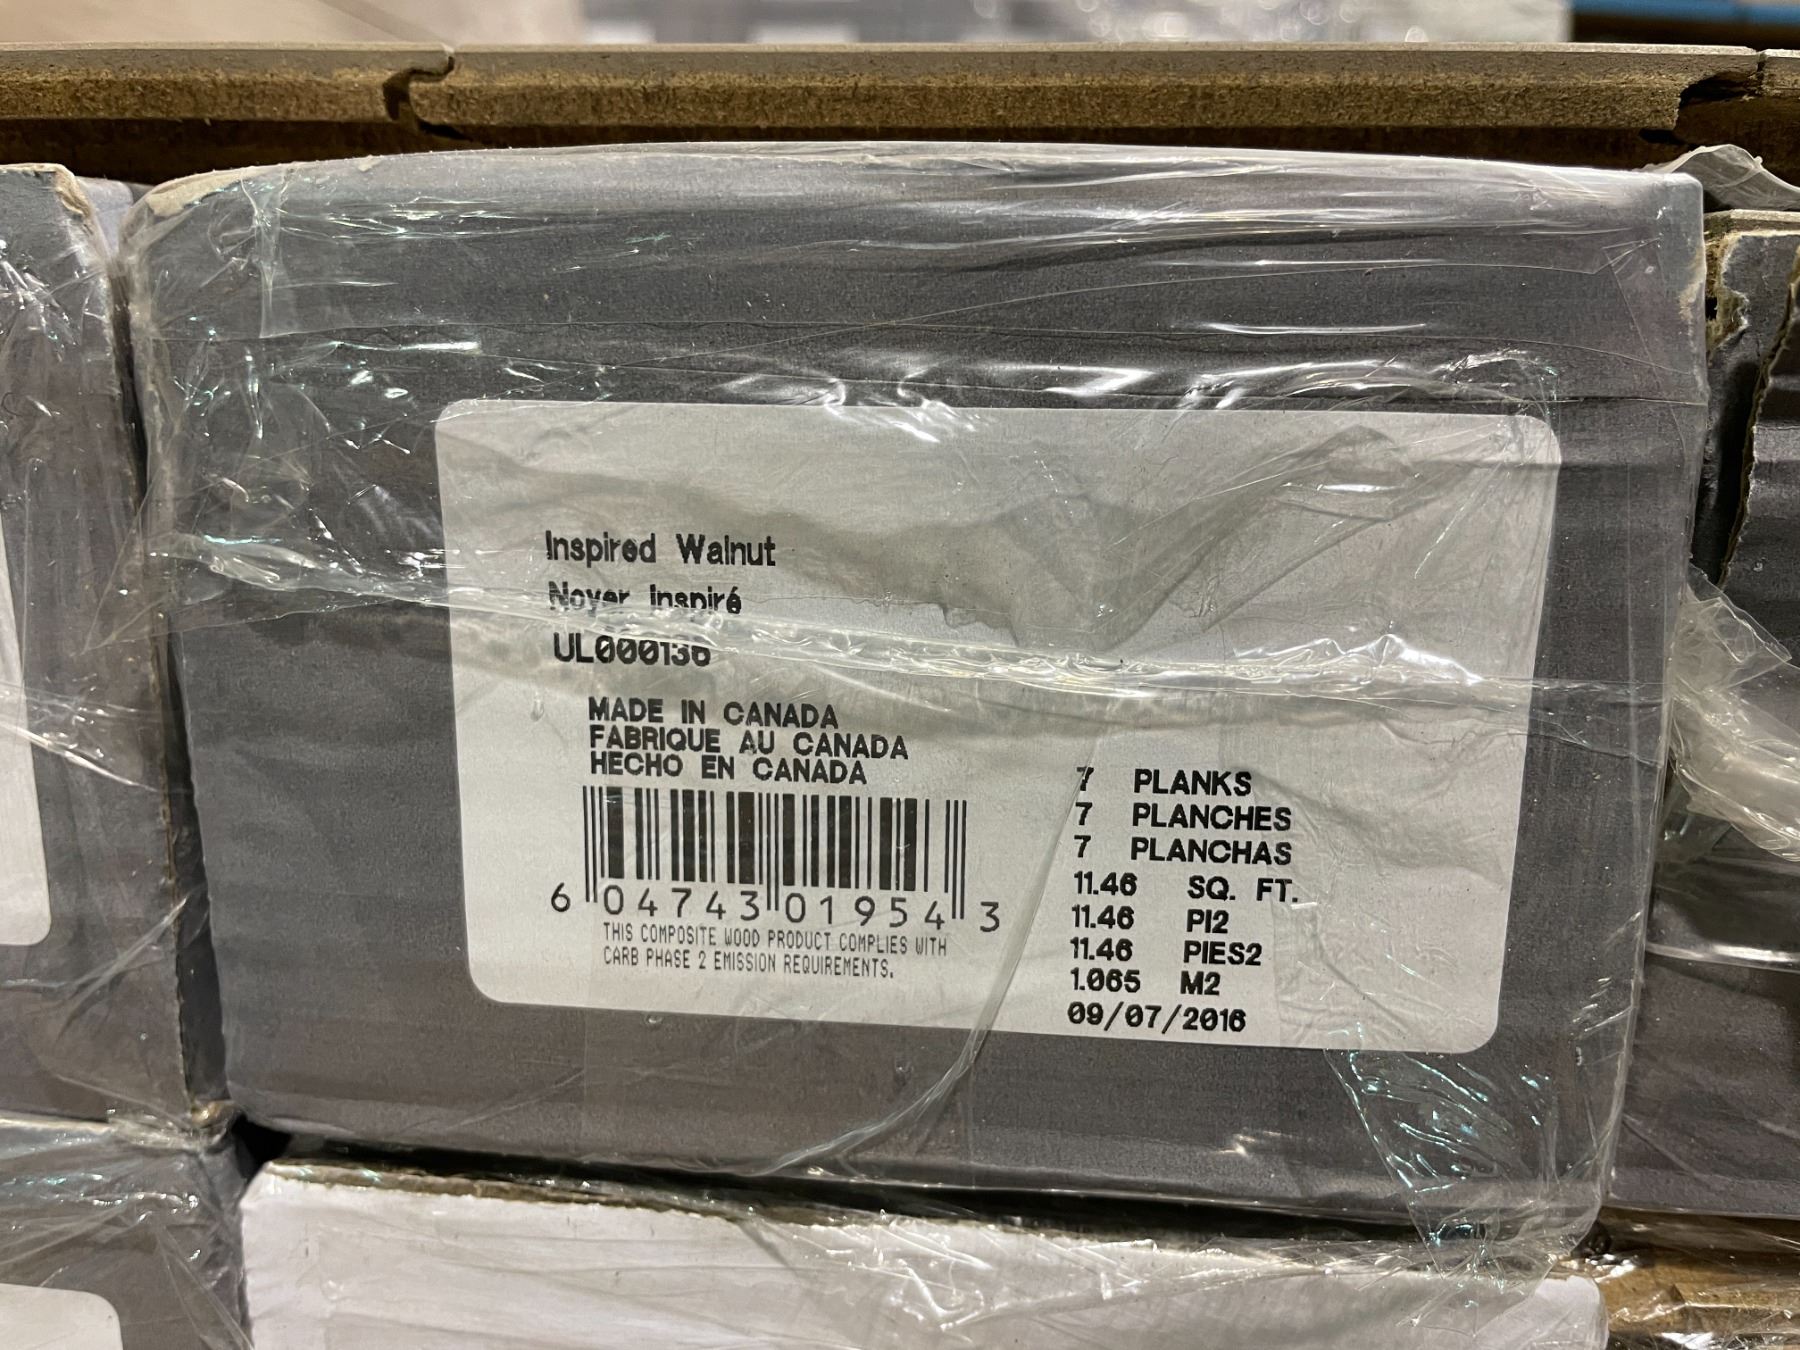 Inspired Walnut
Noyer Inspiré
UL000136
MADE IN CANADA
FABRIQUE AU CANADA
HECHO EN CANADA
6 04743 01954 3
THIS COMPOSITE WOOD PRODUCT COMPLIES WITH
CARB PHASE 2 EMISSION REQUIREMENTS.
7 PLANKS
7 PLANCHES
7 PLANCHAS
11.46 SQ. FT.
11.46 PI2
11.46 PIES2
1.065 M2
09/07/2016